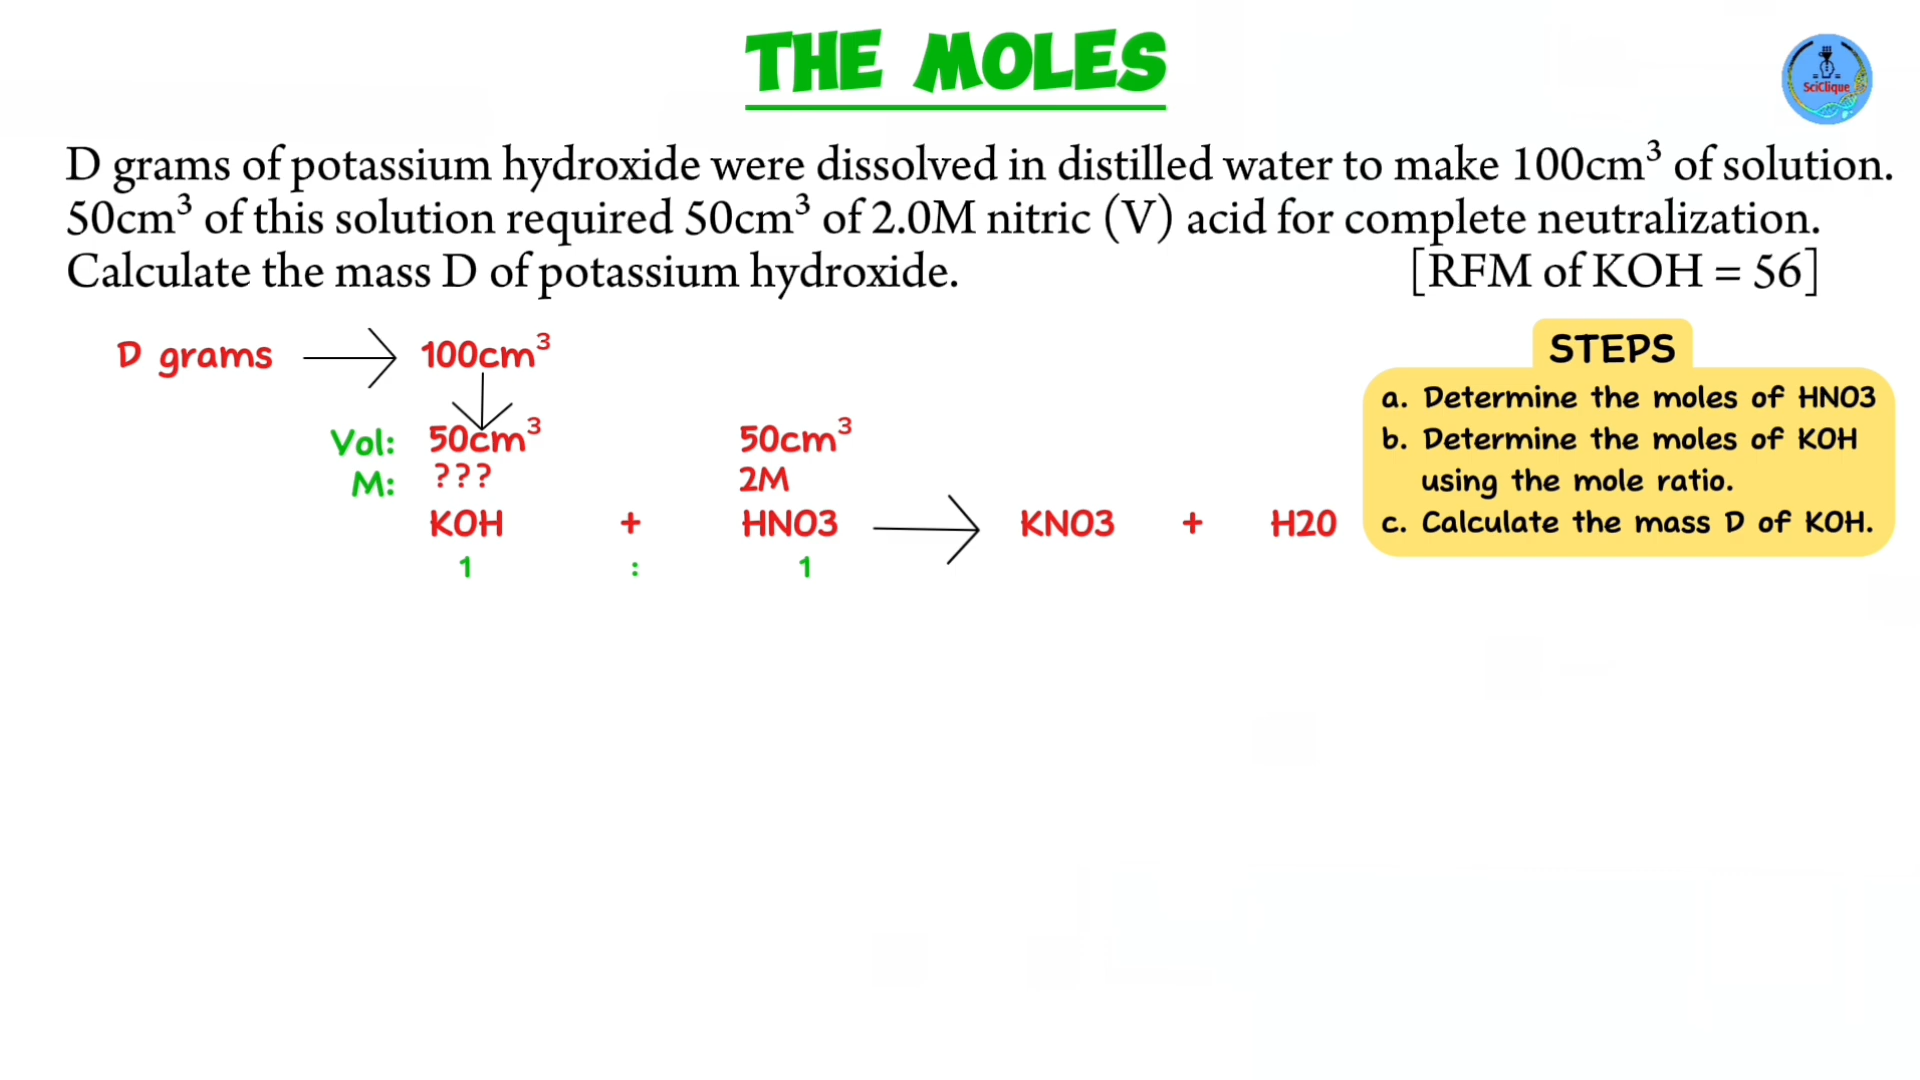 THE MOLES
SciClique
D grams of potassium hydroxide were dissolved in distilled water to make 100cm³ of solution.
50cm³ of this solution required 50cm³ of 2.0M nitric (V) acid for complete neutralization.
Calculate the mass D of potassium hydroxide. [RFM of KOH = 56]
D grams 100cm³
Vol: 50cm³ 50cm³
M: ??? 2M
KOH + HNO3 KNO3 + H20
1 : 1
STEPS
a. Determine the moles of HNO3
b. Determine the moles of KOH
using the mole ratio.
c. Calculate the mass D of KOH.